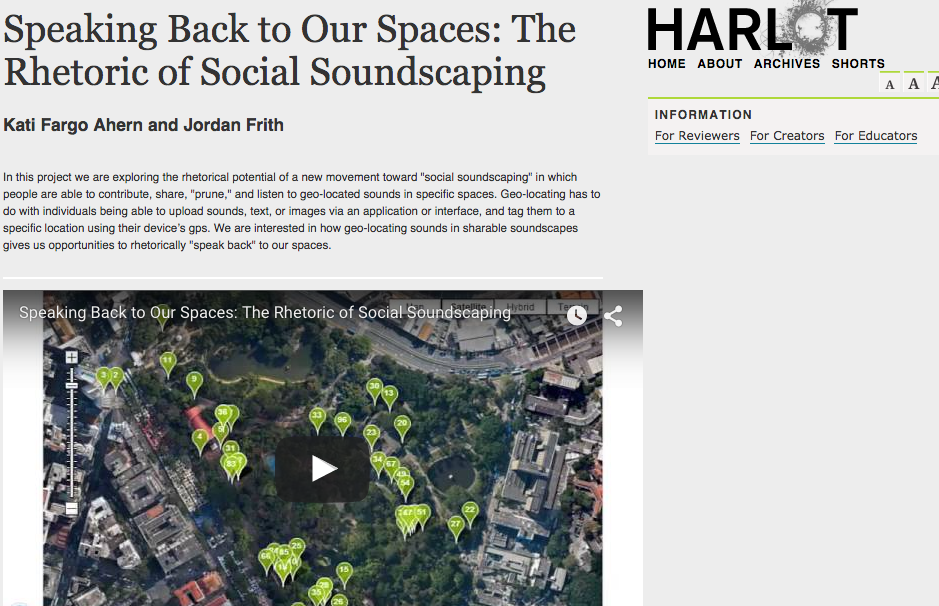 Speaking Back to Our Spaces: The
Rhetoric of Social Soundscaping
Kati Fargo Ahern and Jordan Frith
In this project we are exploring the rhetorical potential of a new movement toward "social soundscaping" in which
people are able to contribute, share, "prune," and listen to geo-located sounds in specific spaces. Geo-locating has to
do with individuals being able to upload sounds, text, or images via an application or interface, and tag them to a
specific location using their device's gps. We are interested in how geo-locating sounds in sharable soundscapes
gives us opportunities to rhetorically "speak back" to our spaces.
HARLOT
HOME ABOUT ARCHIVES SHORTS
A A A
INFORMATION
For Reviewers For Creators For Educators
Map Satellite Hybrid
Speaking Back to Our Spaces: The Rhetoric of Social Soundscaping
11
3 2
9
30
13
36
33
96
20
4
23
31
83
34
67
54
51
22
27
25
66
85
15
28
35
26